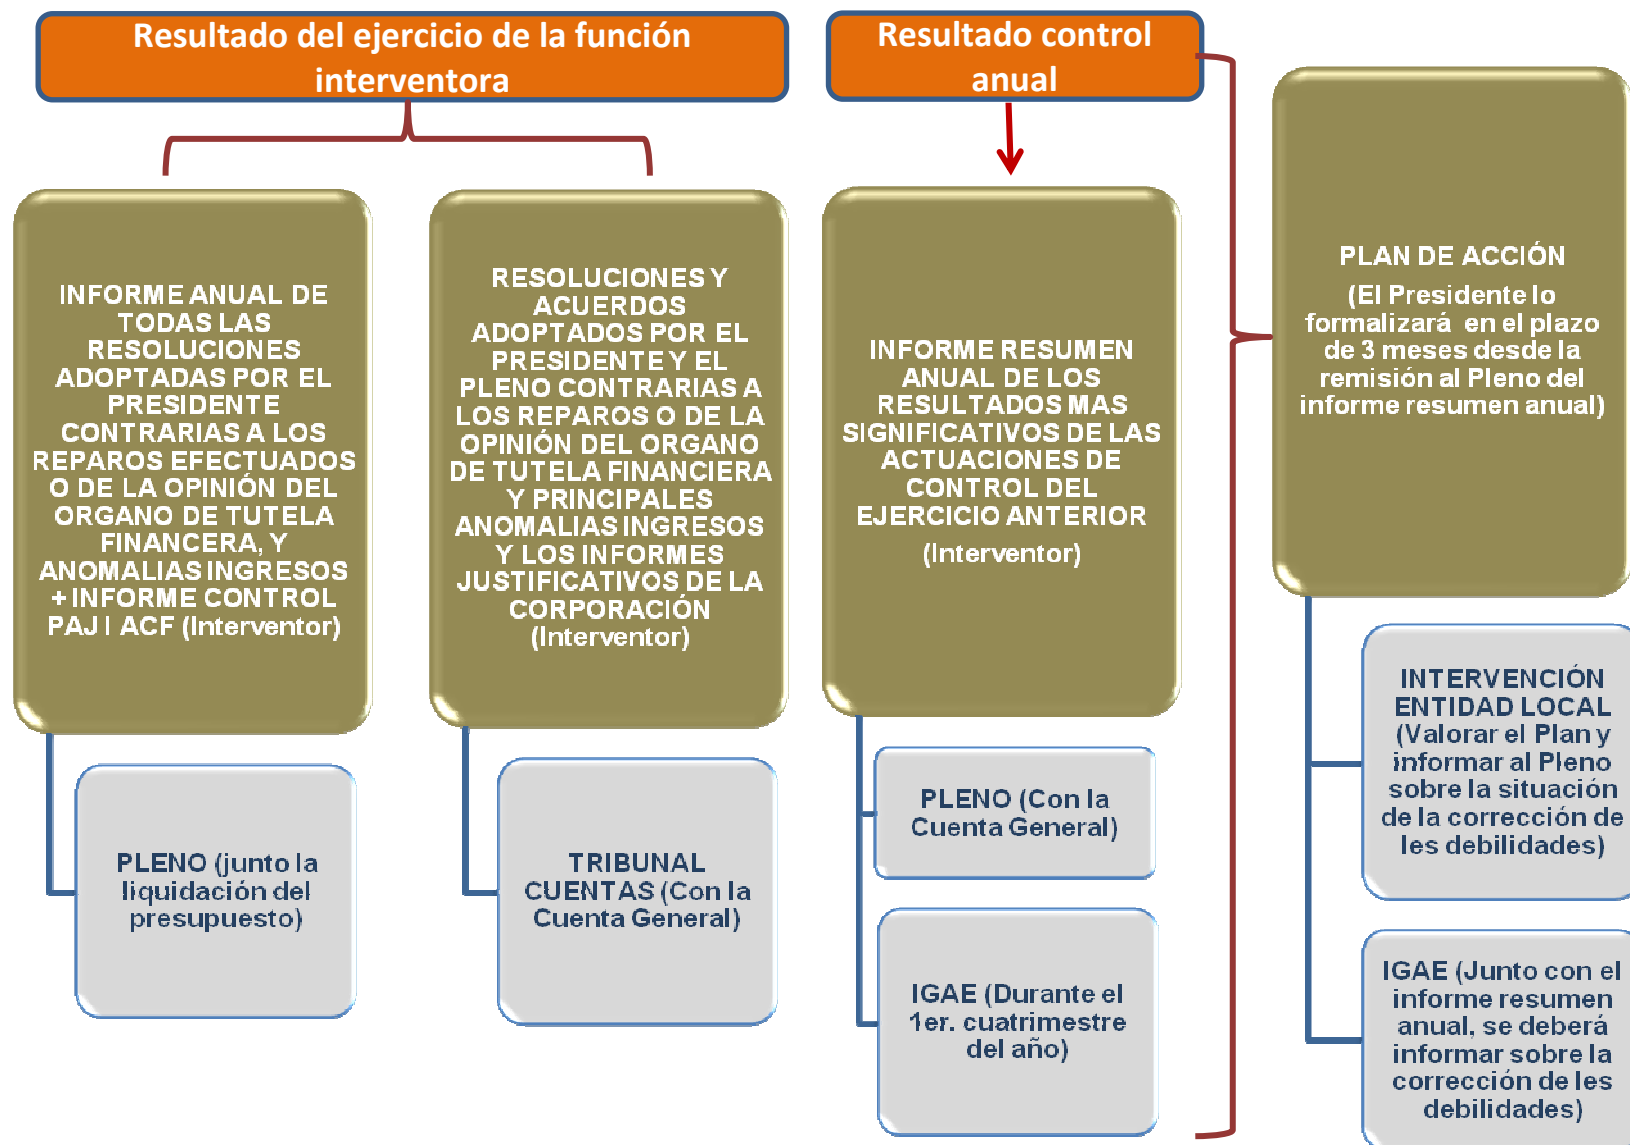 Resultado del ejercicio de la función
interventora
Resultado control
anual
INFORME ANUAL DE
TODAS LAS
RESOLUCIONES
ADOPTADAS POR EL
PRESIDENTE
CONTRARIAS A LOS
REPAROS EFECTUADOS
O DE LA OPINIÓN DEL
ORGANO DE TUTELA
FINANCERA, Y
ANOMALIAS INGRESOS
+ INFORME CONTROL
PAJ I ACF (Interventor)
PLENO (junto la
liquidación del
presupuesto)
RESOLUCIONES Y
ACUERDOS
ADOPTADOS POR EL
PRESIDENTE Y EL
PLENO CONTRARIAS A
LOS REPAROS O DE LA
OPINIÓN DEL ORGANO
DE TUTELA FINANCIERA
Y PRINCIPALES
ANOMALIAS INGRESOS
Y LOS INFORMES
JUSTIFICATIVOS DE LA
CORPORACIÓN
(Interventor)
TRIBUNAL
CUENTAS (Con la
Cuenta General)
INFORME RESUMEN
ANUAL DE LOS
RESULTADOS MAS
SIGNIFICATIVOS DE LAS
ACTUACIONES DE
CONTROL DEL
EJERCICIO ANTERIOR
(Interventor)
PLENO (Con la
Cuenta General)
IGAE (Durante el
1er. cuatrimestre
del año)
PLAN DE ACCIÓN
(El Presidente lo
formalizará en el plazo
de 3 meses desde la
remisión al Pleno del
informe resumen anual)
INTERVENCIÓN
ENTIDAD LOCAL
(Valorar el Plan y
informar al Pleno
sobre la situación
de la corrección de
les debilidades)
IGAE (Junto con el
informe resumen
anual, se deberá
informar sobre la
corrección de les
debilidades)